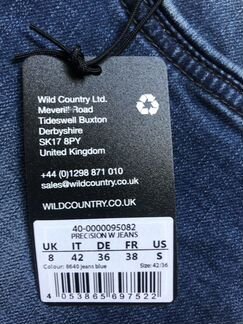 Wild Country Ltd.
Meverill Road
Tideswell Buxton
Derbyshire
SK17 8PY
United Kingdom
+44 (0)1298 871 010
sales@wildcountry.co.uk
WILDCOUNTRY.CO.UK
40-0000095082
PRECISION W JEANS
UK IT DE FR US
8 42 36 38 S
Colour: 8640 jeans blue Size: 42/36
4 053865 697522